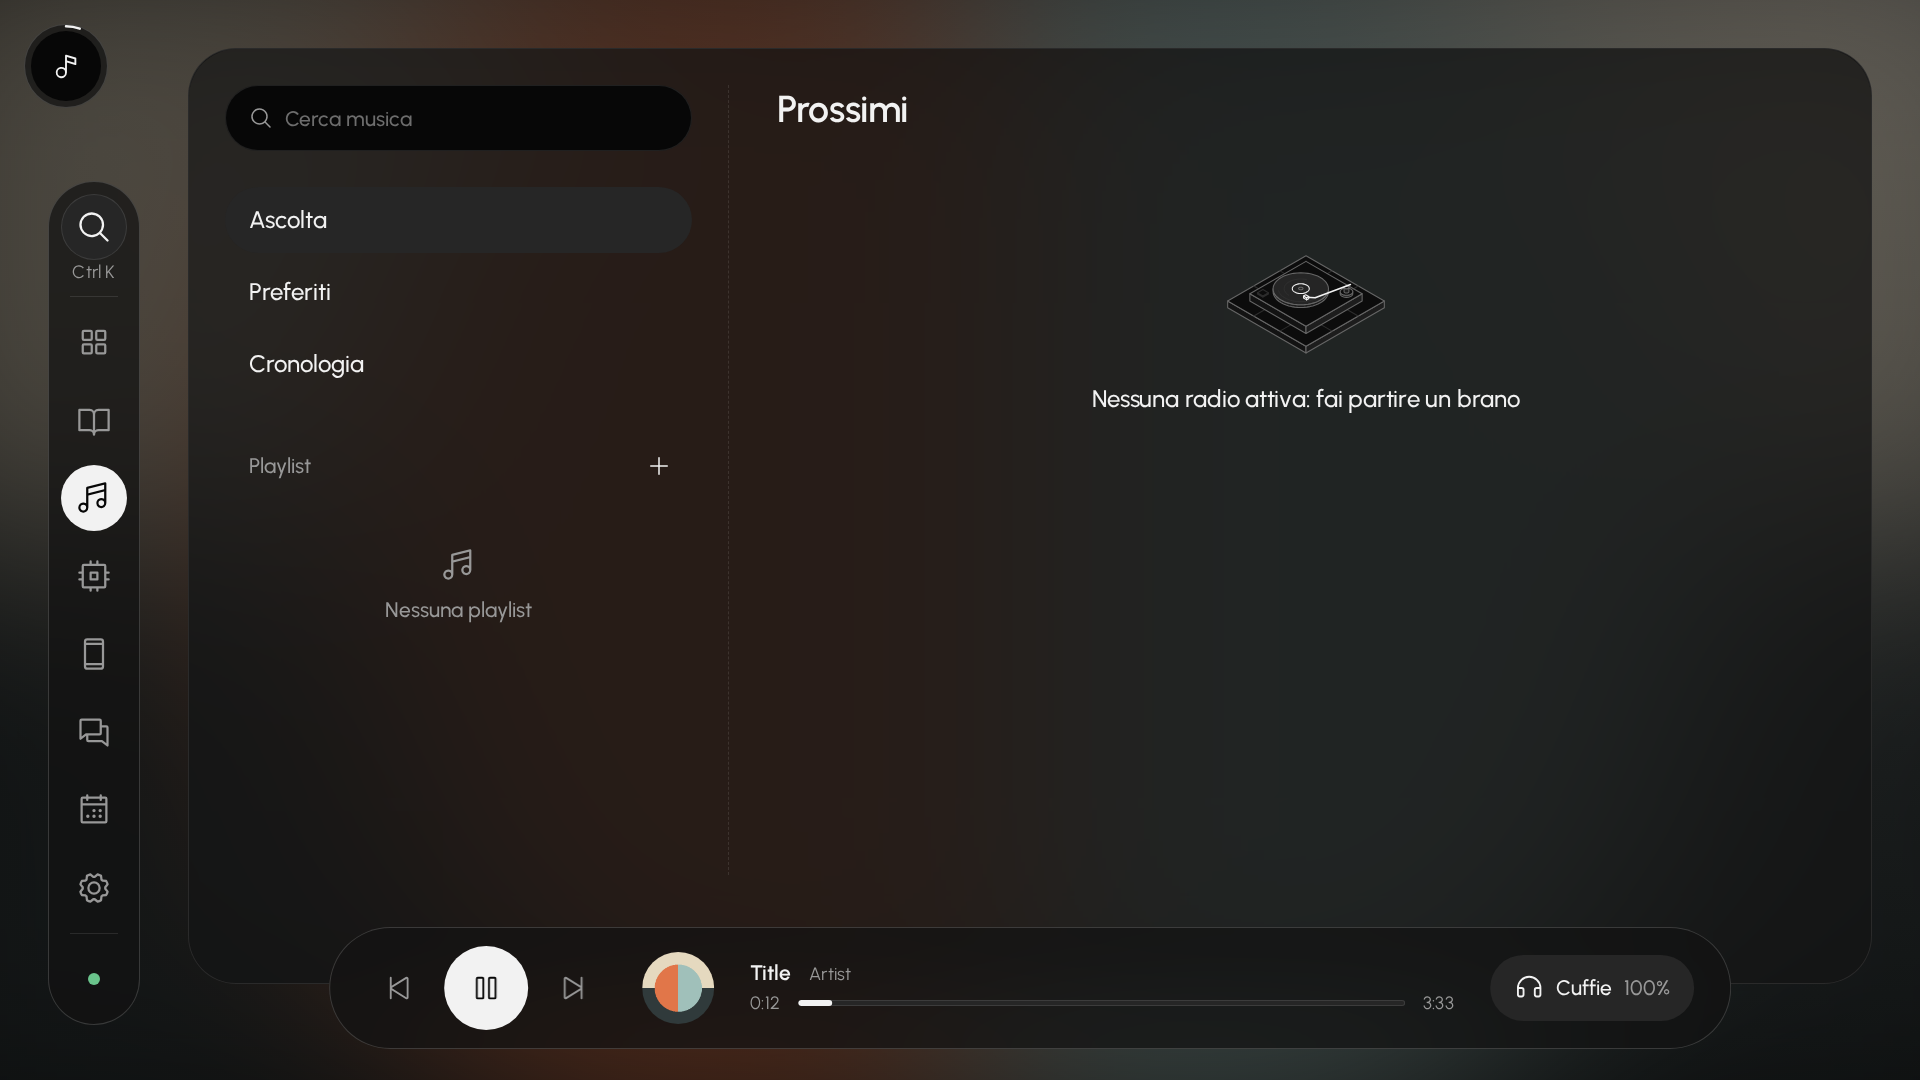 Cerca musica
Prossimi
Ascolta
Ctrl K
Preferiti
Cronologia
Nessuna radio attiva: fai partire un brano
Playlist
Nessuna playlist
Title Artist
0:12
3:33
Cuffie 100%